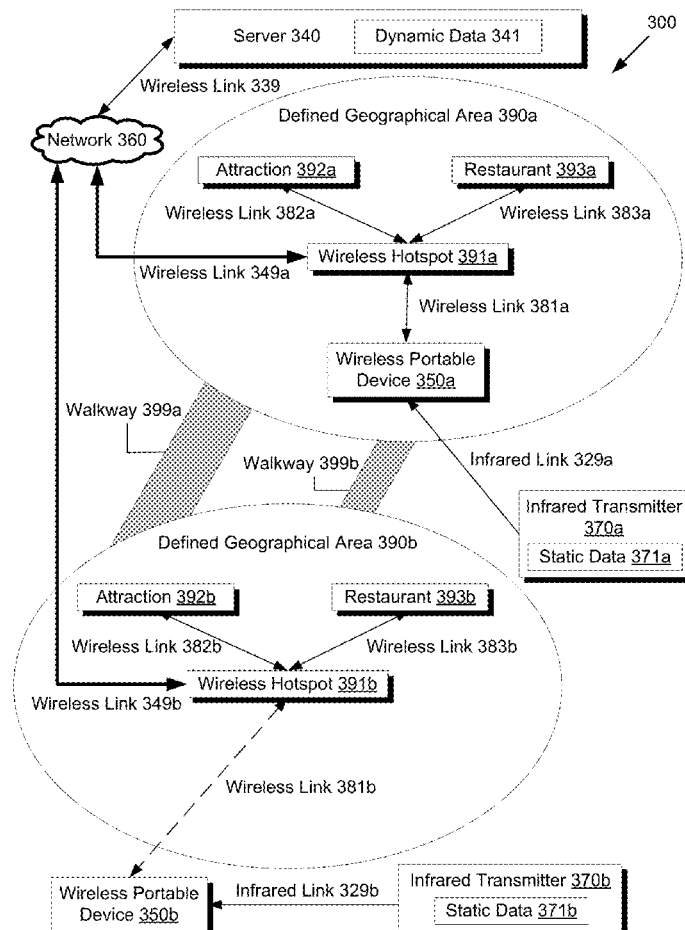 Server 340
Dynamic Data 341
300
Wireless Link 339
Defined Geographical Area 390a
Network 360
Attraction 392a
Restaurant 393a
Wireless Link 382a
Wireless Link 383a
Wireless Hotspot 391a
Wireless Link 349a
Wireless Link 381a
Wireless Portable
Device 350a
Walkway 399a
Walkway 399b
Infrared Link 329a
Infrared Transmitter
370a
Static Data 371a
Defined Geographical Area 390b
Attraction 392b
Restaurant 393b
Wireless Link 382b
Wireless Link 383b
Wireless Hotspot 391b
Wireless Link 349b
Wireless Link 381b
Wireless Portable
Device 350b
Infrared Link 329b
Infrared Transmitter 370b
Static Data 371b